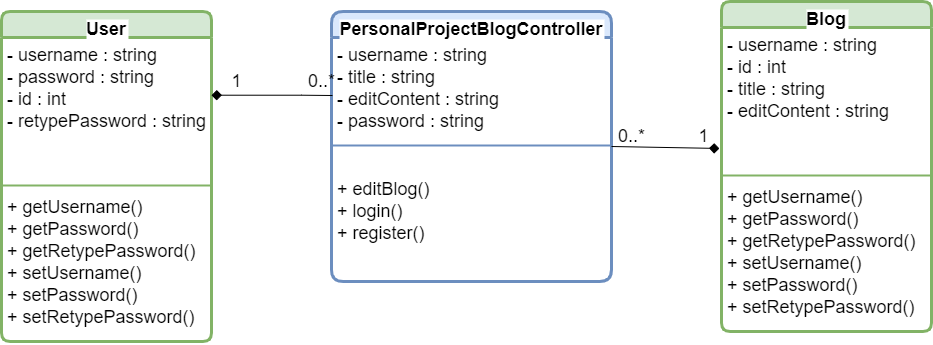 User
- username : string
- password : string
- id : int
- retypePassword : string
+ getUsername()
+ getPassword()
+ getRetypePassword()
+ setUsername()
+ setPassword()
+ setRetypePassword()
1
0..*
PersonalProjectBlogController
- username : string
- title : string
- editContent : string
- password : string
+ editBlog()
+ login()
+ register()
0..*
1
Blog
- username : string
- id : int
- title : string
- editContent : string
+ getUsername()
+ getPassword()
+ getRetypePassword()
+ setUsername()
+ setPassword()
+ setRetypePassword()